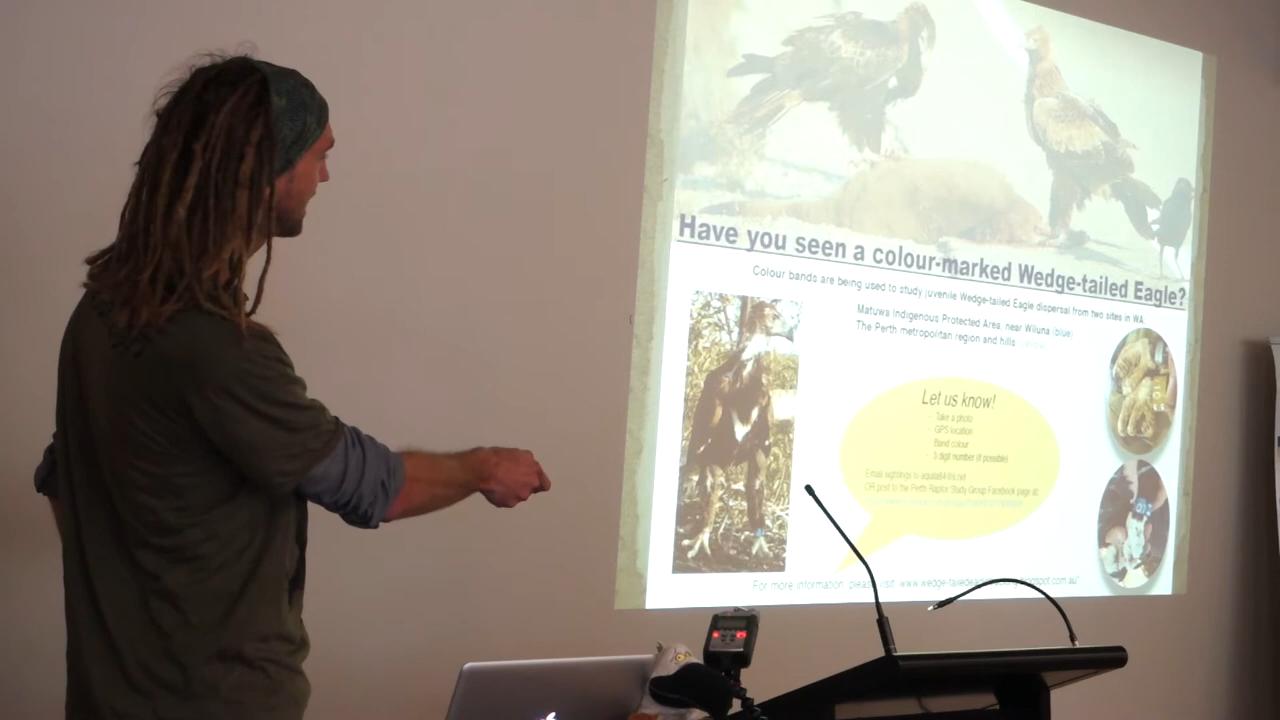 Have you seen a colour-marked Wedge-tailed Eagle?
Colour bands are being used to study juvenile Wedge-tailed Eagle dispersal from two sites in WA
Matuwa Indigenous Protected Area, near Wiluna (blue)
The Perth metropolitan region and hills (yellow)
Let us know!
- Take a photo
- GPS location
Band colour
- 3 digit number (if possible)
Email sightings to
OR post to the Perth Raptor Study Group Facebook page at:
For more information, please visit: